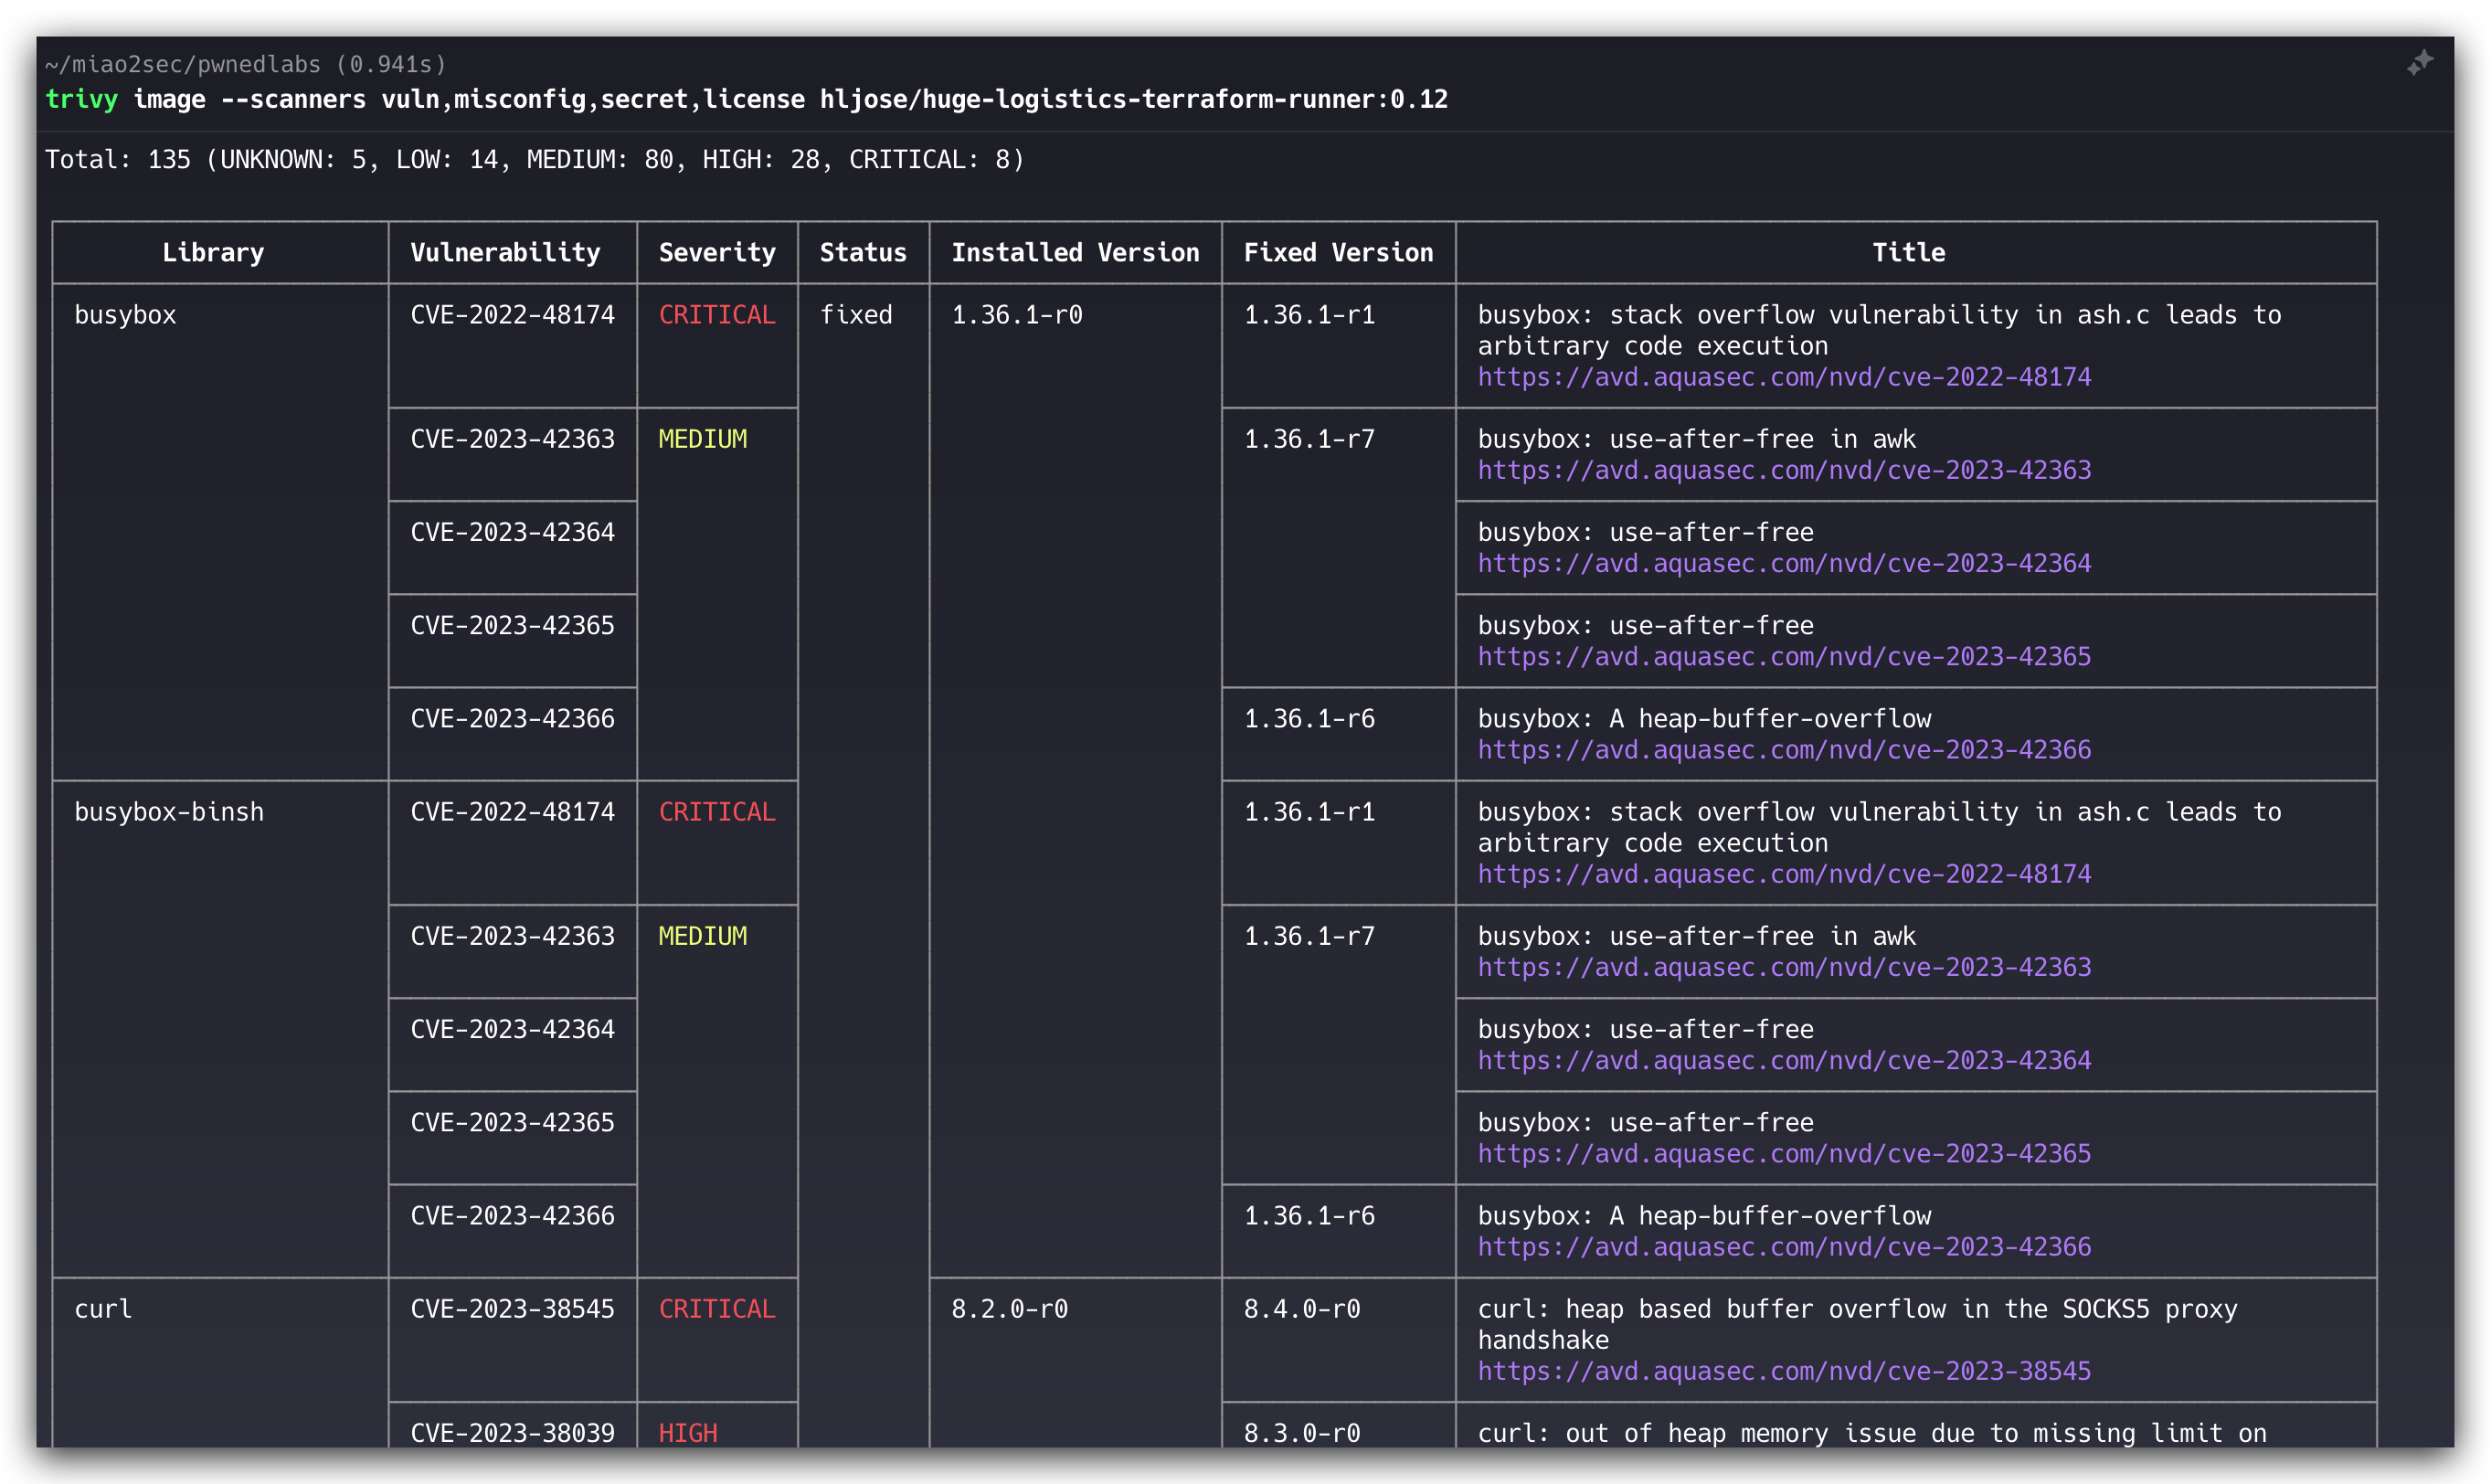 ~/miao2sec/pwnedlabs (0.941s)
trivy image --scanners vuln,misconfig,secret,license hljose/huge-logistics-terraform-runner:0.12
Total: 135 (UNKNOWN: 5, LOW: 14, MEDIUM: 80, HIGH: 28, CRITICAL: 8)
Library Vulnerability Severity Status Installed Version Fixed Version Title
busybox CVE-2022-48174 CRITICAL fixed 1.36.1-r0 1.36.1-r1 busybox: stack overflow vulnerability in ash.c leads to
arbitrary code execution
https://avd.aquasec.com/nvd/cve-2022-48174
CVE-2023-42363 MEDIUM 1.36.1-r7 busybox: use-after-free in awk
https://avd.aquasec.com/nvd/cve-2023-42363
CVE-2023-42364 busybox: use-after-free
https://avd.aquasec.com/nvd/cve-2023-42364
CVE-2023-42365 busybox: use-after-free
https://avd.aquasec.com/nvd/cve-2023-42365
CVE-2023-42366 1.36.1-r6 busybox: A heap-buffer-overflow
https://avd.aquasec.com/nvd/cve-2023-42366
busybox-binsh CVE-2022-48174 CRITICAL 1.36.1-r1 busybox: stack overflow vulnerability in ash.c leads to
arbitrary code execution
https://avd.aquasec.com/nvd/cve-2022-48174
CVE-2023-42363 MEDIUM 1.36.1-r7 busybox: use-after-free in awk
https://avd.aquasec.com/nvd/cve-2023-42363
CVE-2023-42364 busybox: use-after-free
https://avd.aquasec.com/nvd/cve-2023-42364
CVE-2023-42365 busybox: use-after-free
https://avd.aquasec.com/nvd/cve-2023-42365
CVE-2023-42366 1.36.1-r6 busybox: A heap-buffer-overflow
https://avd.aquasec.com/nvd/cve-2023-42366
curl CVE-2023-38545 CRITICAL 8.2.0-r0 8.4.0-r0 curl: heap based buffer overflow in the SOCKS5 proxy
handshake
https://avd.aquasec.com/nvd/cve-2023-38545
CVE-2023-38039 HIGH 8.3.0-r0 curl: out of heap memory issue due to missing limit on